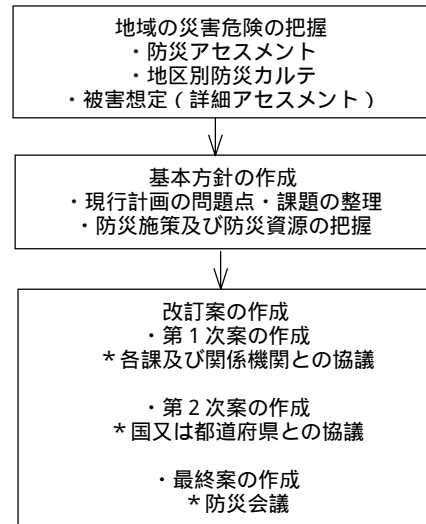 地域の災害危険の把握
・防災アセスメント
・地区別防災カルテ
・被害想定（詳細アセスメント）
基本方針の作成
・現行計画の問題点・課題の整理
・防災施策及び防災資源の把握
改訂案の作成
・第１次案の作成
＊各課及び関係機関との協議
・第２次案の作成
＊国又は都道府県との協議
・最終案の作成
＊防災会議